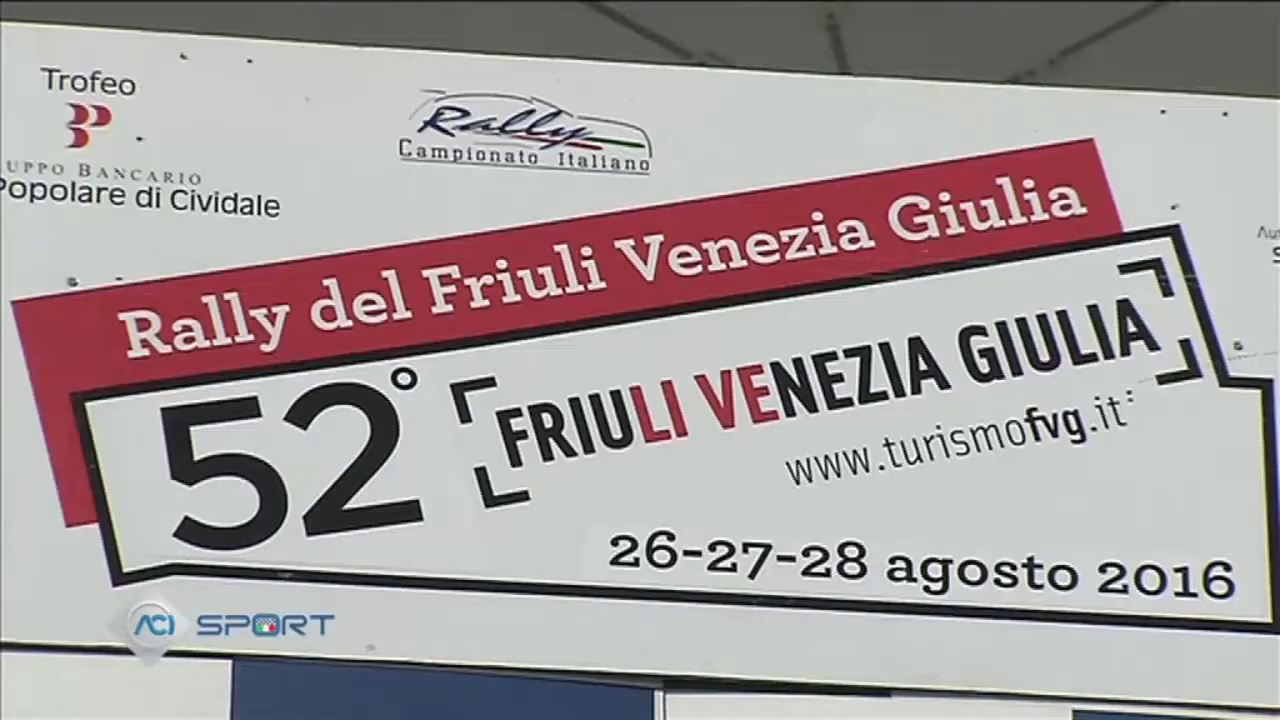 Trofeo
UPPO BANCARIO
Popolare di Cividale
Rally
Campionato Italiano
Rally del Friuli Venezia Giulia
52°
FRIULI VENEZIA GIULIA
www.turismofvg.it
26-27-28 agosto 2016
ACI SPORT